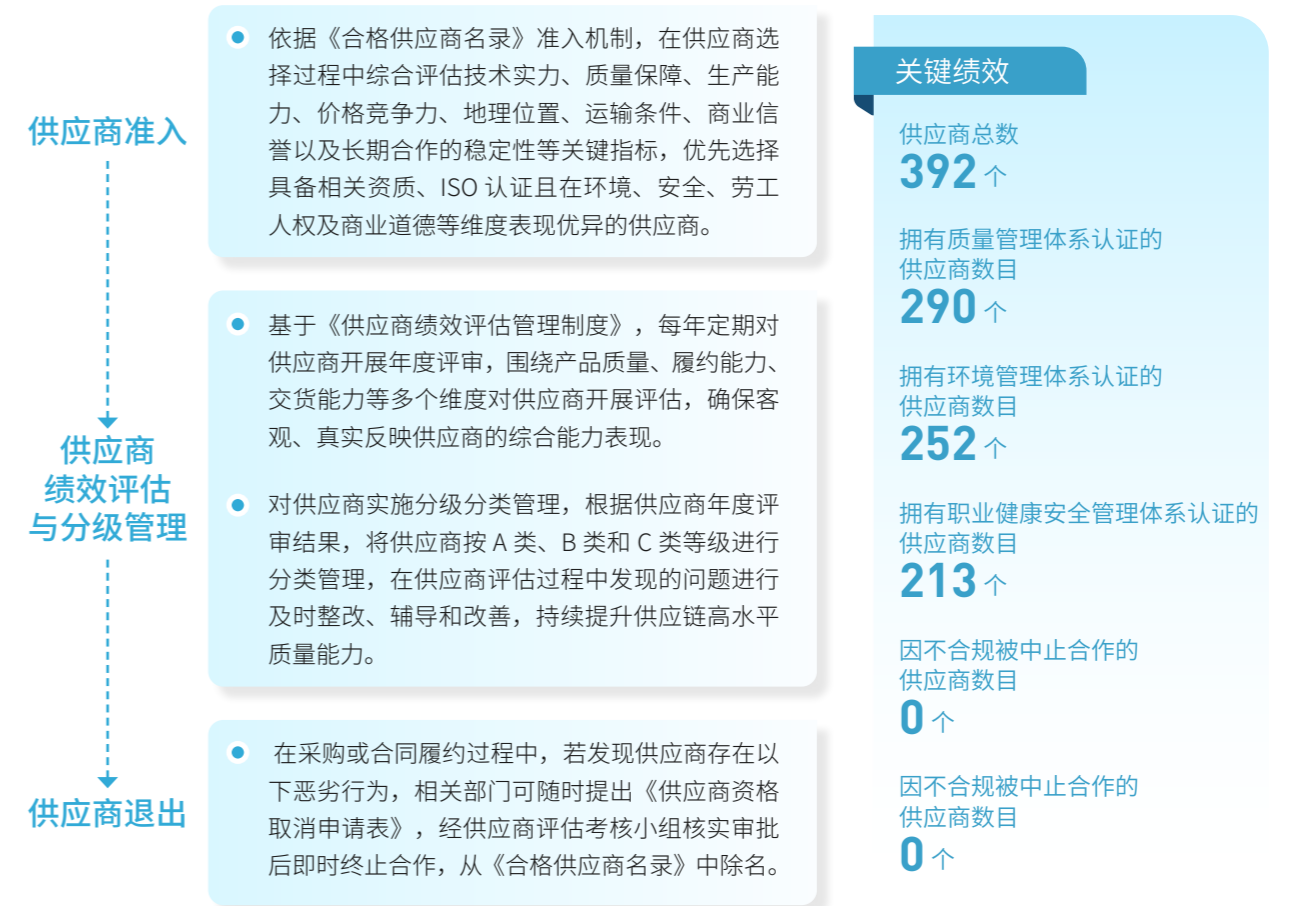 供应商准入
依据《合格供应商名录》准入机制，在供应商选
择过程中综合评估技术实力、质量保障、生产能
力、价格竞争力、地理位置、运输条件、商业信
誉以及长期合作的稳定性等关键指标，优先选择
具备相关资质、ISO 认证且在环境、安全、劳工
人权及商业道德等维度表现优异的供应商。
供应商
绩效评估
与分级管理
基于《供应商绩效评估管理制度》，每年定期对
供应商开展年度评审，围绕产品质量、履约能力、
交货能力等多个维度对供应商开展评估，确保客
观、真实反映供应商的综合能力表现。
对供应商实施分级分类管理，根据供应商年度评
审结果，将供应商按 A 类、B 类和 C 类等级进行
分类管理，在供应商评估过程中发现的问题进行
及时整改、辅导和改善，持续提升供应链高水平
质量能力。
供应商退出
在采购或合同履约过程中，若发现供应商存在以
下恶劣行为，相关部门可随时提出《供应商资格
取消申请表》，经供应商评估考核小组核实审批
后即时终止合作，从《合格供应商名录》中除名。
关键绩效
供应商总数
392 个
拥有质量管理体系认证的
供应商数目
290 个
拥有环境管理体系认证的
供应商数目
252 个
拥有职业健康安全管理体系认证的
供应商数目
213 个
因不合规被中止合作的
供应商数目
0 个
因不合规被中止合作的
供应商数目
0 个